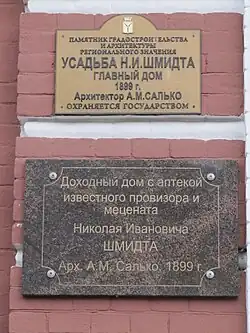 ПАМЯТНИК ГРАДОСТРОИТЕЛЬСТВА
И АРХИТЕКТУРЫ
РЕГИОНАЛЬНОГО ЗНАЧЕНИЯ
УСАДЬБА Н.И.ШМИДТА
ГЛАВНЫЙ ДОМ
1899 г.
Архитектор А.М.Салько
ОХРАНЯЕТСЯ ГОСУДАРСТВОМ
Доходный дом с аптекой
известного провизора и
мецената
Николая Ивановича
ШМИДТА
Арх. А.М. Салько, 1899 г.